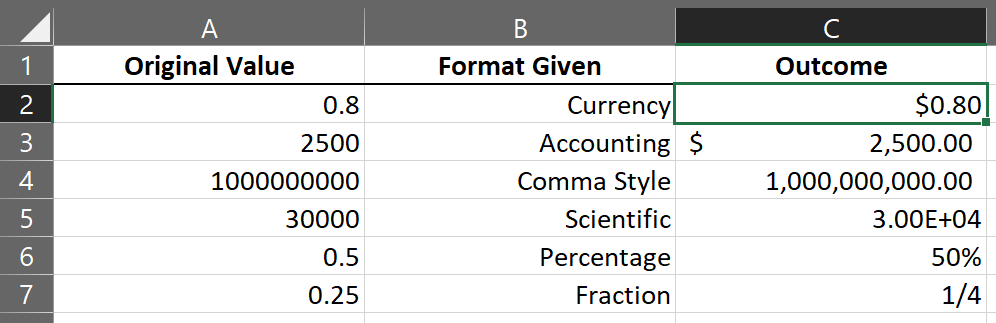 A B C
1 Original Value Format Given Outcome
2 0.8 Currency $0.80
3 2500 Accounting $ 2,500.00
4 1000000000 Comma Style 1,000,000,000.00
5 30000 Scientific 3.00E+04
6 0.5 Percentage 50%
7 0.25 Fraction 1/4